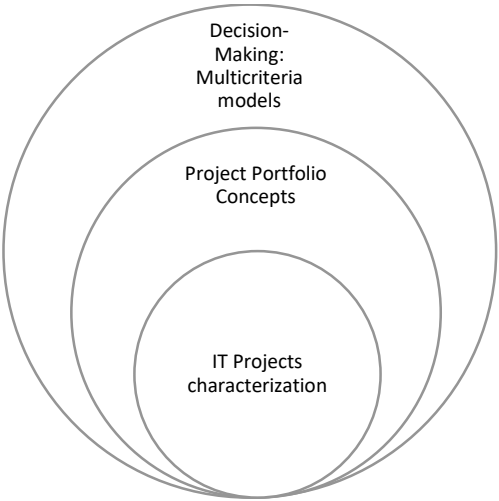 Decision-
Making:
Multicriteria
models
Project Portfolio
Concepts
IT Projects
characterization